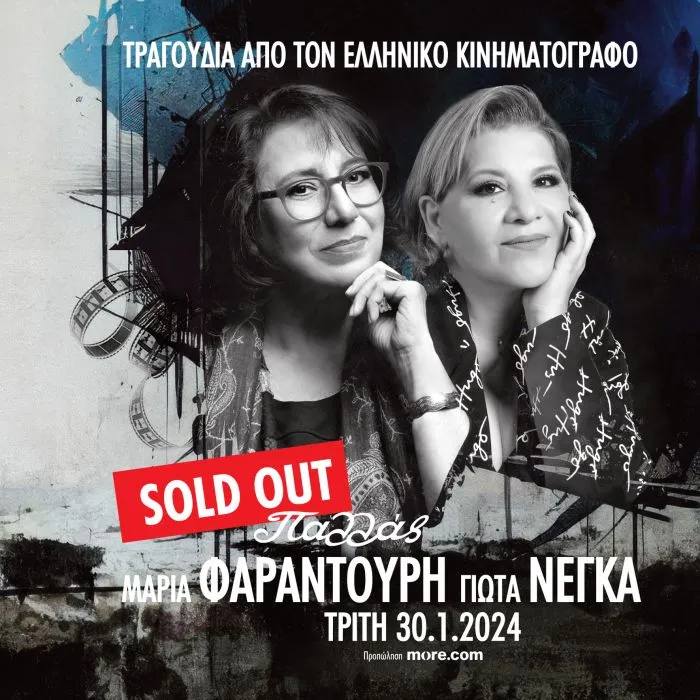 ΤΡΑΓΟΥΔΙΑ ΑΠΟ ΤΟΝ ΕΛΛΗΝΙΚΟ ΚΙΝΗΜΑΤΟΓΡΑΦΟ
SOLD OUT
Παλλάς
ΜΑΡΙΑ ΦΑΡΑΝΤΟΥΡΗ ΓΙΩΤΑ ΝΕΓΚΑ
ΤΡΙΤΗ 30.1.2024
Προπώληση more.com